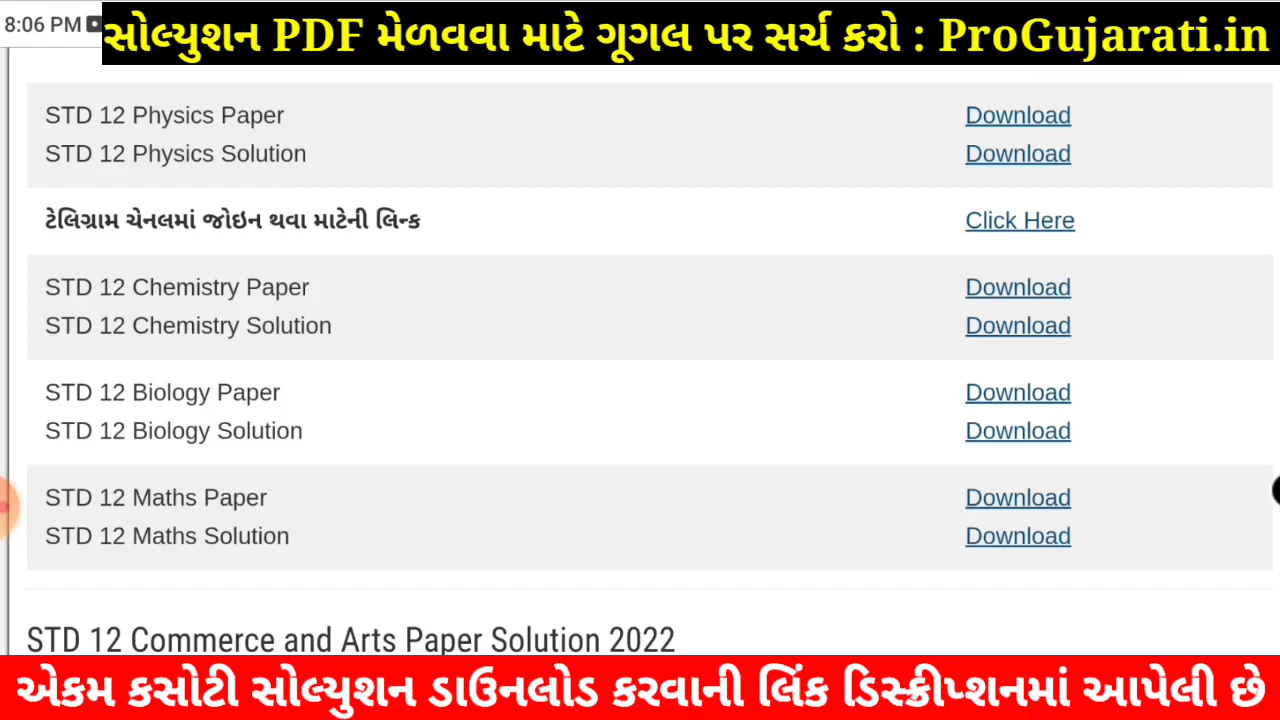 8:06 PM
સોલ્યુશન PDF મેળવવા માટે ગૂગલ પર સર્ચ કરો : ProGujarati.in
STD 12 Physics Paper Download
STD 12 Physics Solution Download
ટેલિગ્રામ ચેનલમાં જોઇન થવા માટેની લિન્ક Click Here
STD 12 Chemistry Paper Download
STD 12 Chemistry Solution Download
STD 12 Biology Paper Download
STD 12 Biology Solution Download
STD 12 Maths Paper Download
STD 12 Maths Solution Download
STD 12 Commerce and Arts Paper Solution 2022
એકમ કસોટી સોલ્યુશન ડાઉનલોડ કરવાની લિંક ડિસ્ક્રીપ્શનમાં આપેલી છે